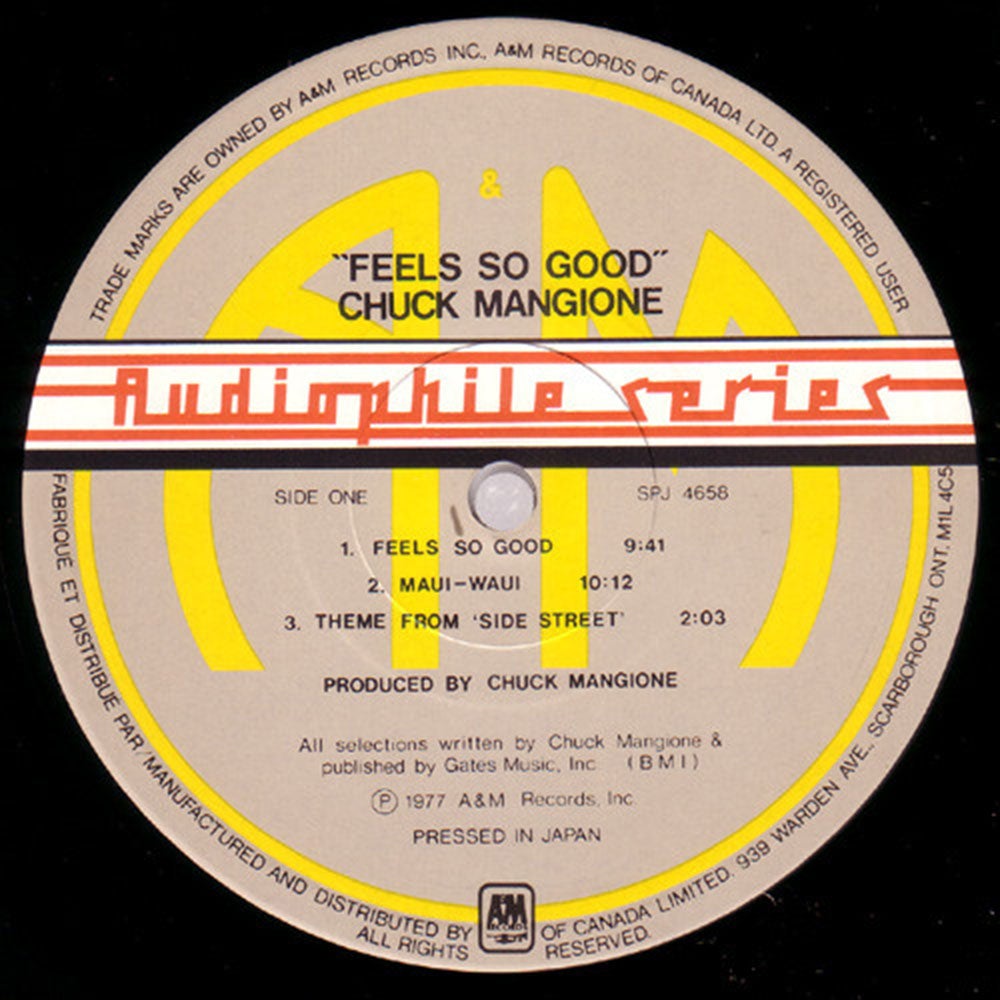 TRADE MARKS ARE OWNED BY A&M RECORDS INC., A&M RECORDS OF CANADA LTD. A REGISTERED USER
&
"FEELS SO GOOD"
CHUCK MANGIONE
Audiophile series
SIDE ONE SPJ 4658
1. FEELS SO GOOD 9:41
2. MAUI-WAUI 10:12
3. THEME FROM 'SIDE STREET' 2:03
PRODUCED BY CHUCK MANGIONE
All selections written by Chuck Mangione &
published by Gates Music, Inc (BMI)
Ⓟ 1977 A&M Records, Inc
PRESSED IN JAPAN
FABRIQUÉ ET DISTRIBUE PAR/MANUFACTURED AND DISTRIBUTED BY A&M RECORDS OF CANADA LIMITED. 939 WARDEN AVE., SCARBOROUGH ONT. M1L 4C5
ALL RIGHTS RESERVED.